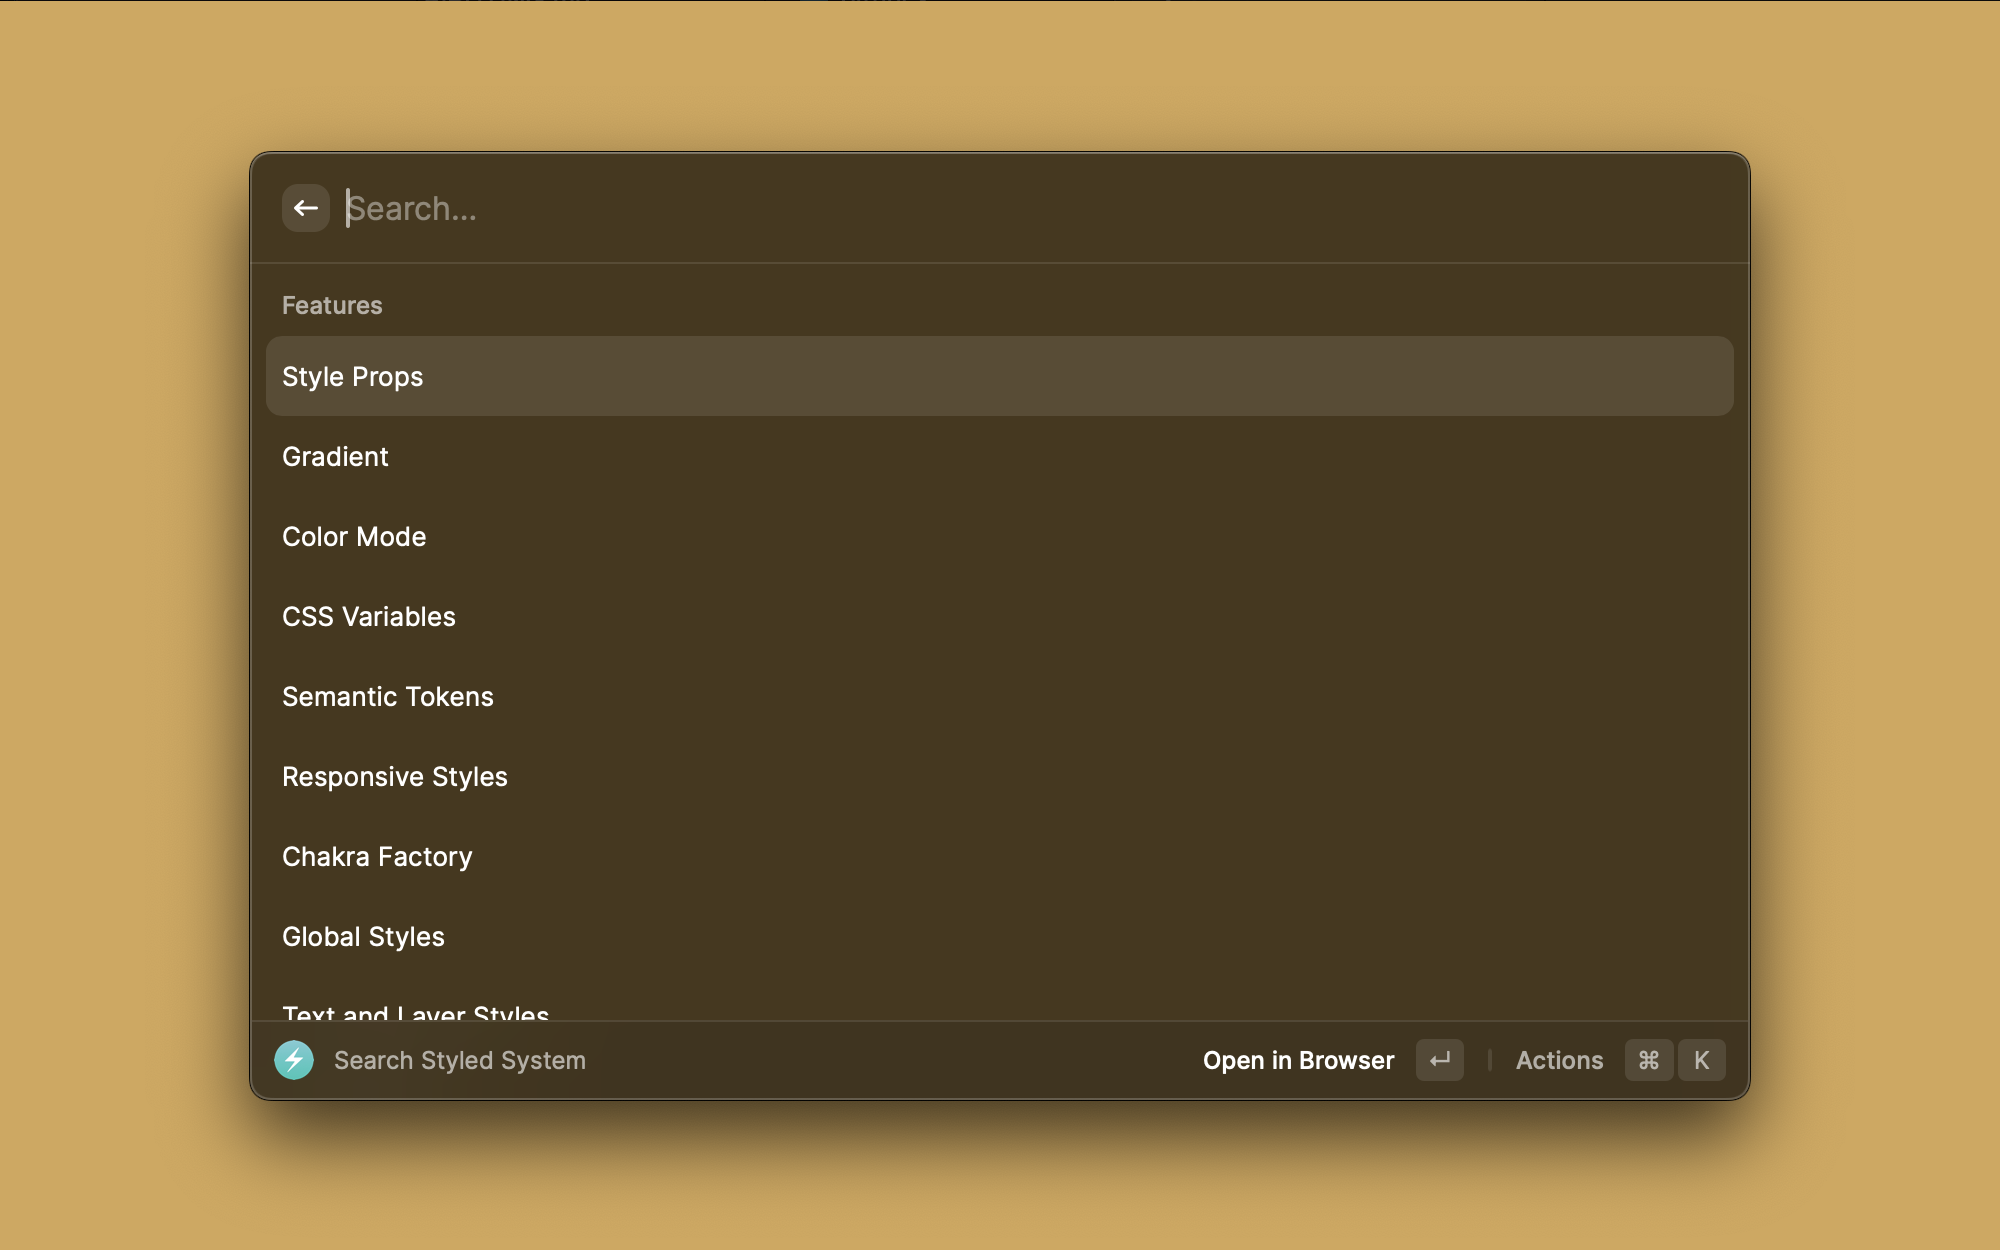 Search...
Features
Style Props
Gradient
Color Mode
CSS Variables
Semantic Tokens
Responsive Styles
Chakra Factory
Global Styles
Text and Layer Styles
Search Styled System
Open in Browser ↵ | Actions ⌘ K